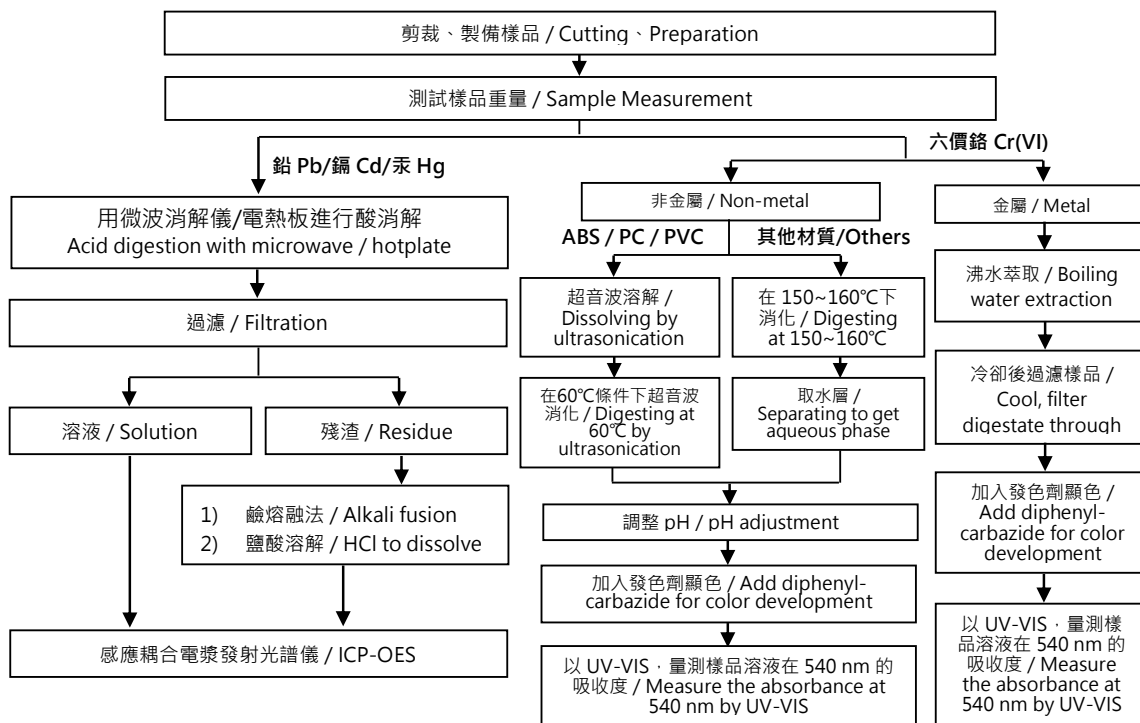 剪裁、製備樣品 / Cutting、Preparation
測試樣品重量 / Sample Measurement
鉛 Pb/鎘 Cd/汞 Hg
用微波消解儀/電熱板進行酸消解
Acid digestion with microwave / hotplate
過濾 / Filtration
溶液 / Solution
殘渣 / Residue
1) 鹼熔融法 / Alkali fusion
2) 鹽酸溶解 / HCl to dissolve
感應耦合電漿發射光譜儀 / ICP-OES
六價鉻 Cr(VI)
非金屬 / Non-metal
ABS / PC / PVC
超音波溶解 /
Dissolving by
ultrasonication
在60℃條件下超音波
消化 / Digesting at
60℃ by
ultrasonication
其他材質/Others
在 150~160℃下
消化 / Digesting
at 150~160℃
取水層 /
Separating to get
aqueous phase
調整 pH / pH adjustment
加入發色劑顯色 / Add diphenyl-
carbazide for color development
以 UV-VIS，量測樣品溶液在 540 nm 的
吸收度 / Measure the absorbance at
540 nm by UV-VIS
金屬 / Metal
沸水萃取 / Boiling
water extraction
冷卻後過濾樣品 /
Cool, filter
digestate through
加入發色劑顯色 /
Add diphenyl-
carbazide for color
development
以 UV-VIS，量測樣
品溶液在 540 nm 的
吸收度 / Measure
the absorbance at
540 nm by UV-VIS